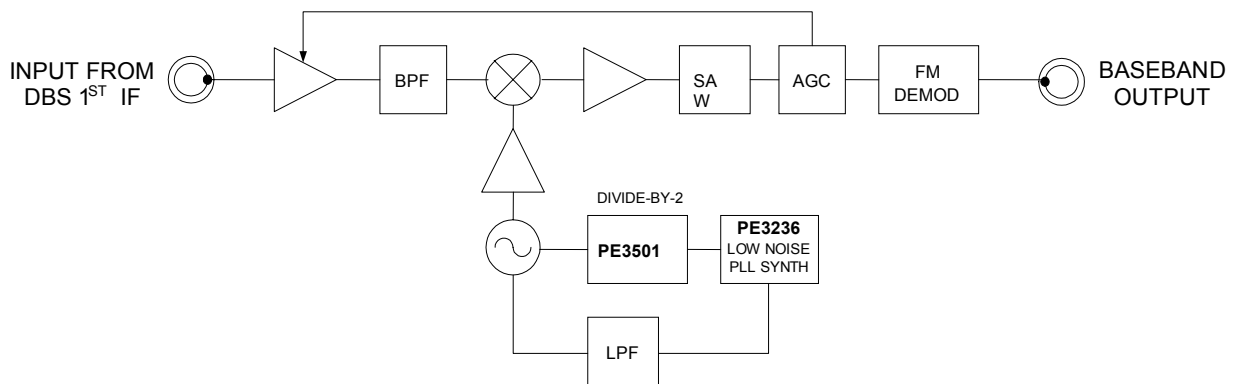 INPUT FROM
DBS 1ST IF
BPF
SA
W
AGC
FM
DEMOD
BASEBAND
OUTPUT
DIVIDE-BY-2
PE3501
PE3236
LOW NOISE
PLL SYNTH
LPF